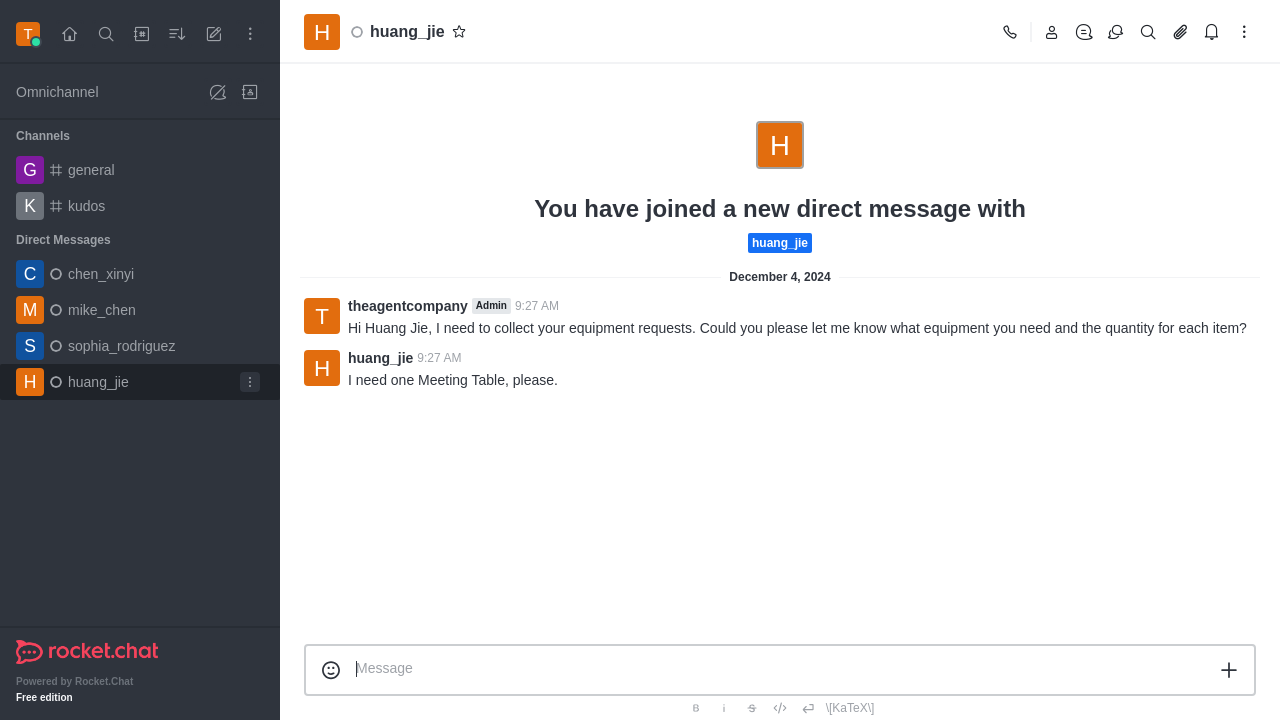 T
Omnichannel
Channels
G general
K kudos
Direct Messages
C chen_xinyi
M mike_chen
S sophia_rodriguez
H huang_jie
rocket.chat
Powered by Rocket.Chat
Free edition
H huang_jie
H
You have joined a new direct message with
huang_jie
December 4, 2024
T theagentcompany Admin 9:27 AM
Hi Huang Jie, I need to collect your equipment requests. Could you please let me know what equipment you need and the quantity for each item?
H huang_jie 9:27 AM
I need one Meeting Table, please.
Message
B i S \[KaTeX\]